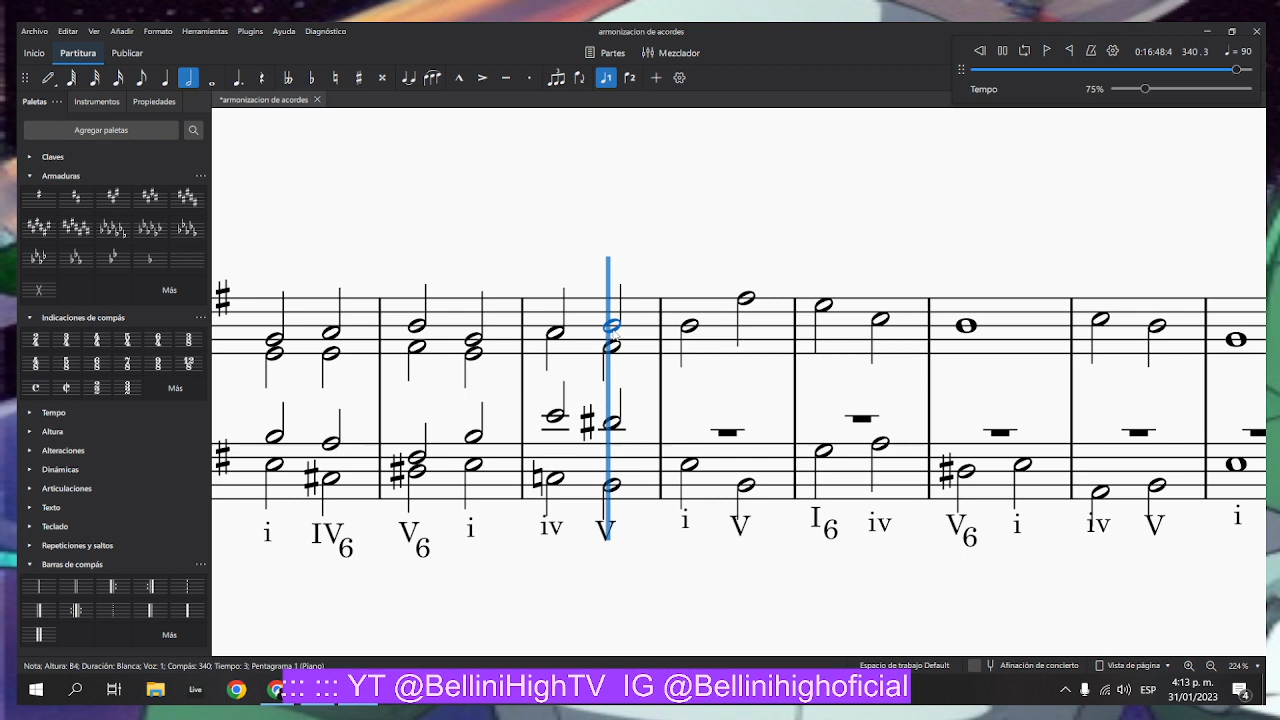 Archivo Editar Ver Añadir Formato Herramientas Plugins Ayuda Diagnóstico
armonizacion de acordes
Inicio Partitura Publicar
Partes Mezclador
0:16:48:4 340 . 3 = 90
Tempo 75%
Paletas Instrumentos Propiedades
*armonizacion de acordes
Agregar paletas
Claves
Armaduras
Más
Indicaciones de compás
Más
Tempo
Altura
Alteraciones
Dinámicas
Articulaciones
Texto
Teclado
Repeticiones y saltos
Barras de compás
Más
i IV6 V6 i iv V i V I6 iv V6 i iv V i
Nota; Altura: B4; Duración: Blanca; Voz: 1; Compás: 340; Tiempo: 3; Pentagrama 1 (Piano)
Espacio de trabajo Default Afinación de concierto Vista de página 224 %
::: ::: YT @BelliniHighTV IG @Bellinihighoficial
Live
ESP
4:13 p. m.
31/01/2023
4